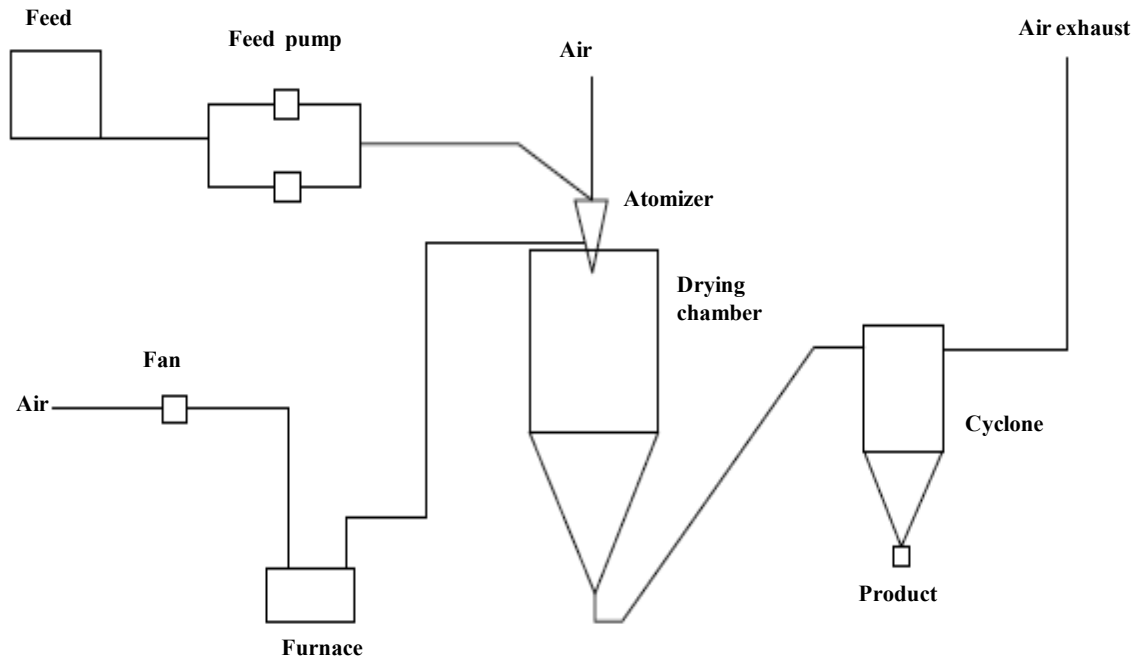 Feed
Feed pump
Air
Air exhaust
Atomizer
Drying
chamber
Fan
Air
Cyclone
Product
Furnace